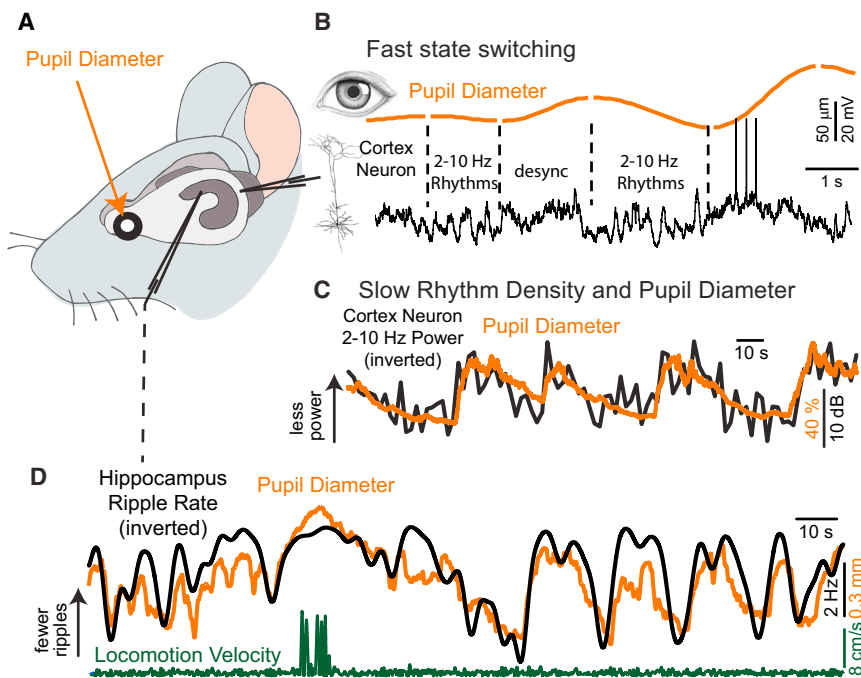 A
Pupil Diameter
B
Fast state switching
Pupil Diameter
Cortex
Neuron
2-10 Hz
Rhythms
desync
2-10 Hz
Rhythms
50 µm
20 mV
1 s
C
Slow Rhythm Density and Pupil Diameter
Cortex Neuron
2-10 Hz Power
(inverted)
Pupil Diameter
10 s
less
power
40 %
10 dB
D
Hippocampus
Ripple Rate
(inverted)
Pupil Diameter
10 s
fewer
ripples
2 Hz
0.3 mm
Locomotion Velocity
8 cm/s